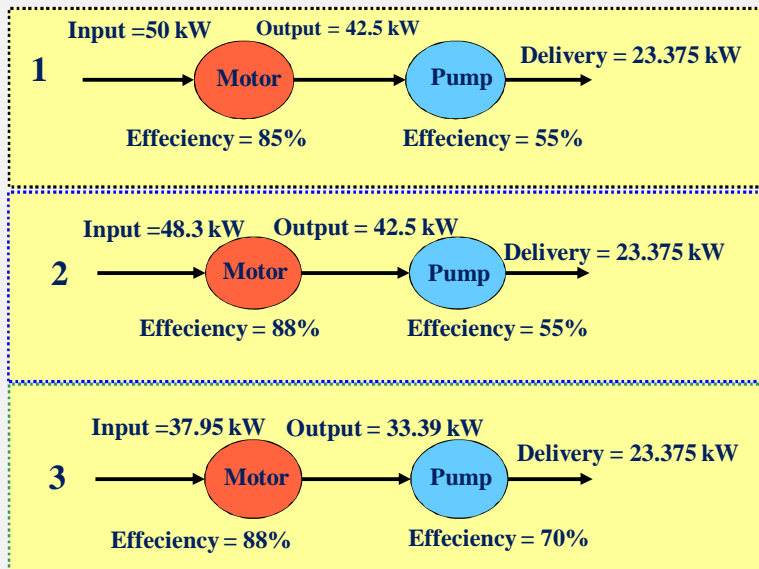 Input =50 kW
Output = 42.5 kW
Delivery = 23.375 kW
1
Motor
Pump
Effeciency = 85%
Effeciency = 55%
Input =48.3 kW
Output = 42.5 kW
Delivery = 23.375 kW
2
Motor
Pump
Effeciency = 88%
Effeciency = 55%
Input =37.95 kW
Output = 33.39 kW
Delivery = 23.375 kW
3
Motor
Pump
Effeciency = 88%
Effeciency = 70%